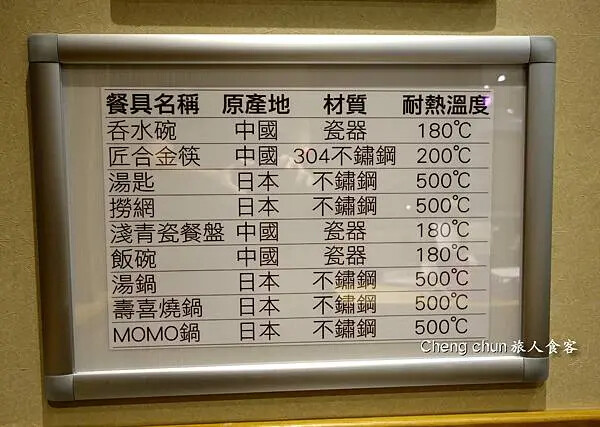 餐具名稱 原產地 材質 耐熱溫度
吞水碗 中國 瓷器 180℃
匠合金筷 中國 304不鏽鋼 200℃
湯匙 日本 不鏽鋼 500℃
撈網 日本 不鏽鋼 500℃
淺青瓷餐盤 中國 瓷器 180℃
飯碗 中國 瓷器 180℃
湯鍋 日本 不鏽鋼 500℃
壽喜燒鍋 日本 不鏽鋼 500℃
MOMO鍋 日本 不鏽鋼 500℃
Cheng chun 旅人食客